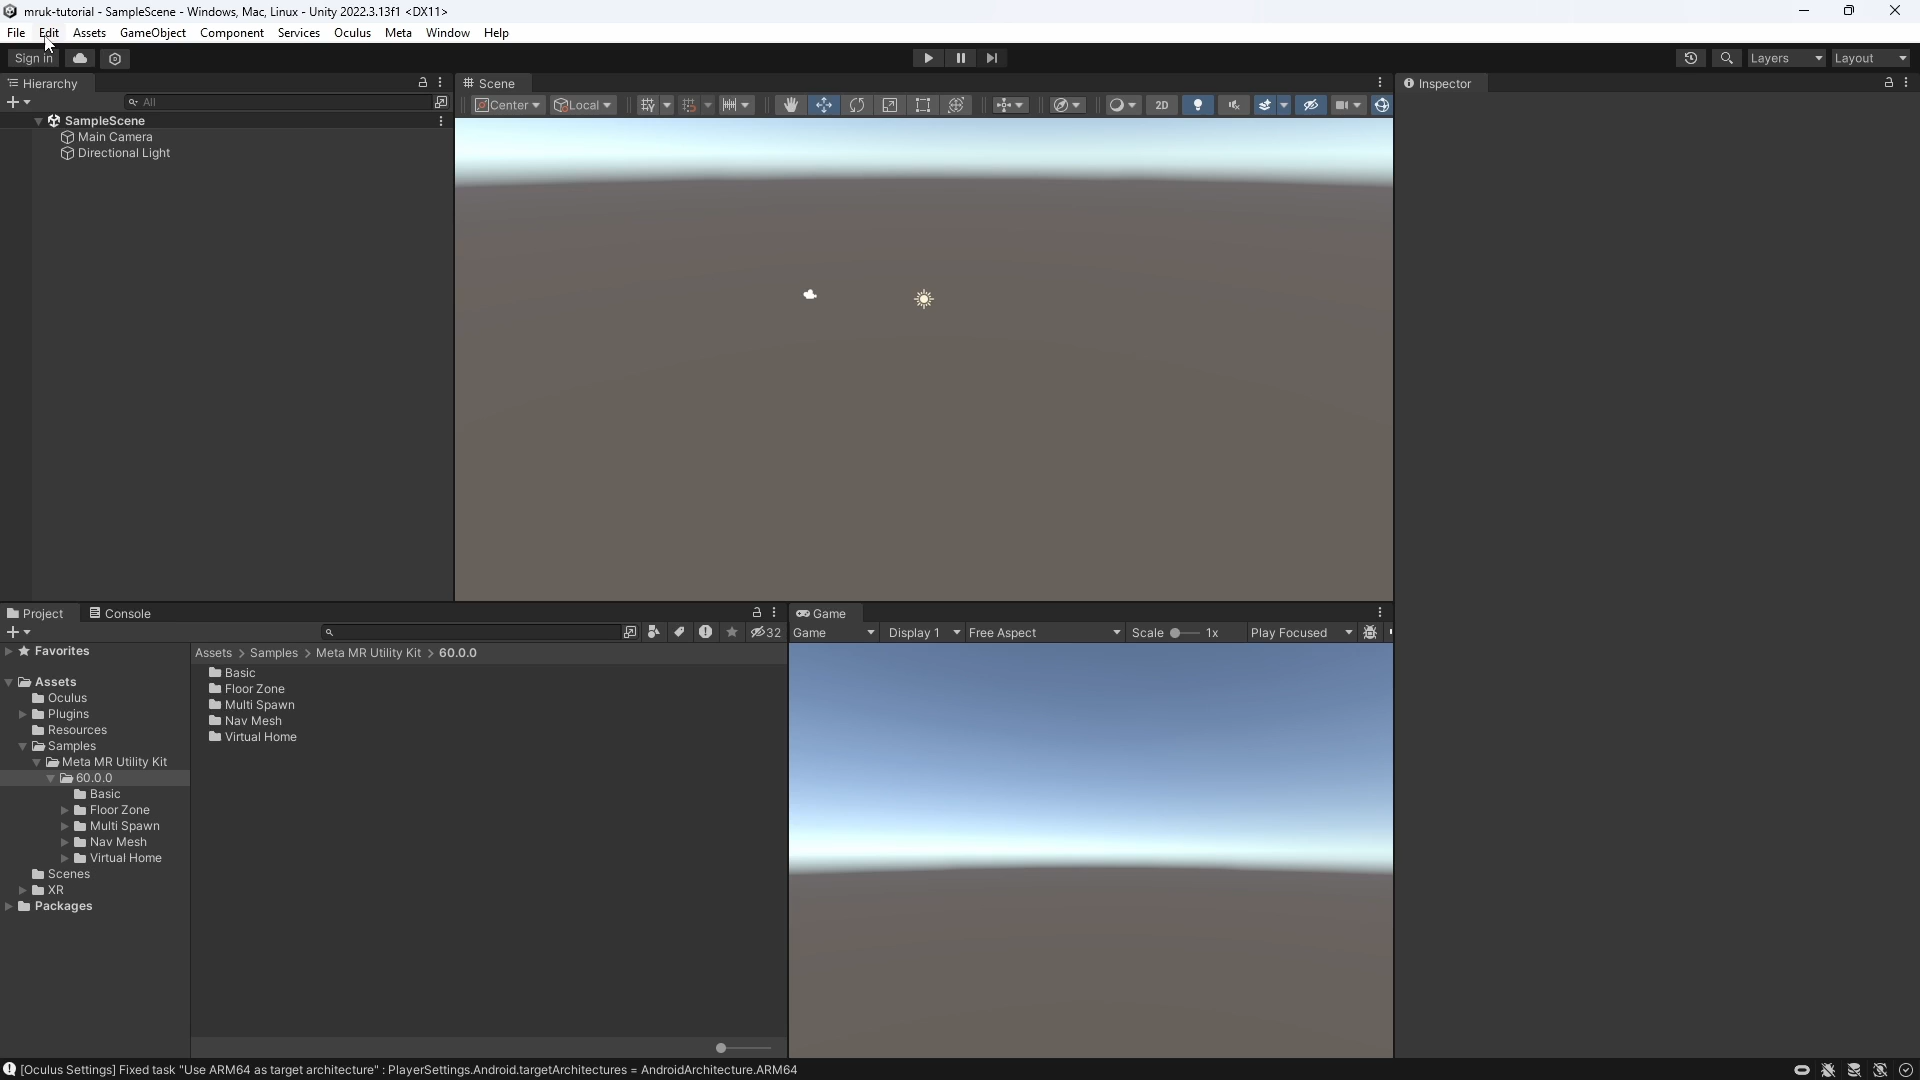 mruk-tutorial - SampleScene - Windows, Mac, Linux - Unity 2022.3.13f1 <DX11>
File Edit Assets GameObject Component Services Oculus Meta Window Help
Sign in
Layers
Layout
Hierarchy
Scene
Inspector
All
Center
Local
2D
SampleScene
Main Camera
Directional Light
Project
Console
Game
32
Game
Display 1
Free Aspect
Scale
1x
Play Focused
Favorites
Assets > Samples > Meta MR Utility Kit > 60.0.0
Basic
Floor Zone
Multi Spawn
Nav Mesh
Virtual Home
Assets
Oculus
Plugins
Resources
Samples
Meta MR Utility Kit
60.0.0
Basic
Floor Zone
Multi Spawn
Nav Mesh
Virtual Home
Scenes
XR
Packages
[Oculus Settings] Fixed task "Use ARM64 as target architecture" : PlayerSettings.Android.targetArchitectures = AndroidArchitecture.ARM64